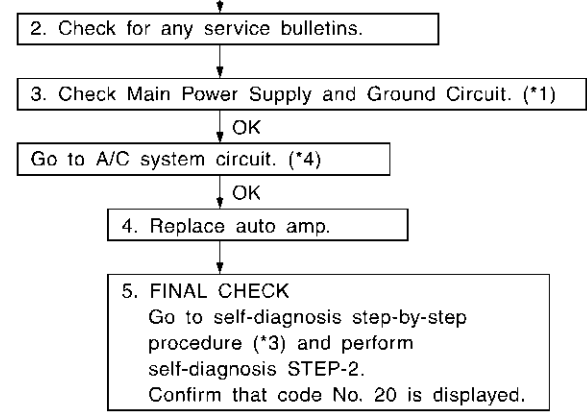 2. Check for any service bulletins.
3. Check Main Power Supply and Ground Circuit. (*1)
OK
Go to A/C system circuit. (*4)
OK
4. Replace auto amp.
5. FINAL CHECK
Go to self-diagnosis step-by-step
procedure (*3) and perform
self-diagnosis STEP-2.
Confirm that code No. 20 is displayed.